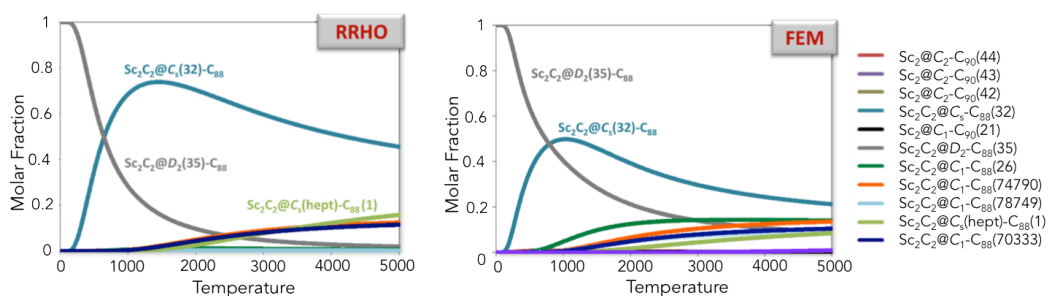 RRHO
Molar Fraction
1
0.8
0.6
0.4
0.2
0
Sc₂C₂@Cₛ(32)-C₈₈
Sc₂C₂@D₂(35)-C₈₈
Sc₂C₂@Cₛ(hept)-C₈₈(1)
0 1000 2000 3000 4000 5000
Temperature
FEM
Molar Fraction
1
0.8
0.6
0.4
0.2
0
Sc₂C₂@D₂(35)-C₈₈
Sc₂C₂@Cₛ(32)-C₈₈
0 1000 2000 3000 4000 5000
Temperature
Sc₂@C₂-C₉₀(44)
Sc₂@C₂-C₉₀(43)
Sc₂@C₂-C₉₀(42)
Sc₂C₂@Cₛ-C₈₈(32)
Sc₂@C₁-C₉₀(21)
Sc₂C₂@D₂-C₈₈(35)
Sc₂C₂@C₁-C₈₈(26)
Sc₂C₂@C₁-C₈₈(74790)
Sc₂C₂@C₁-C₈₈(78749)
Sc₂C₂@Cₛ(hept)-C₈₈(1)
Sc₂C₂@C₁-C₈₈(70333)